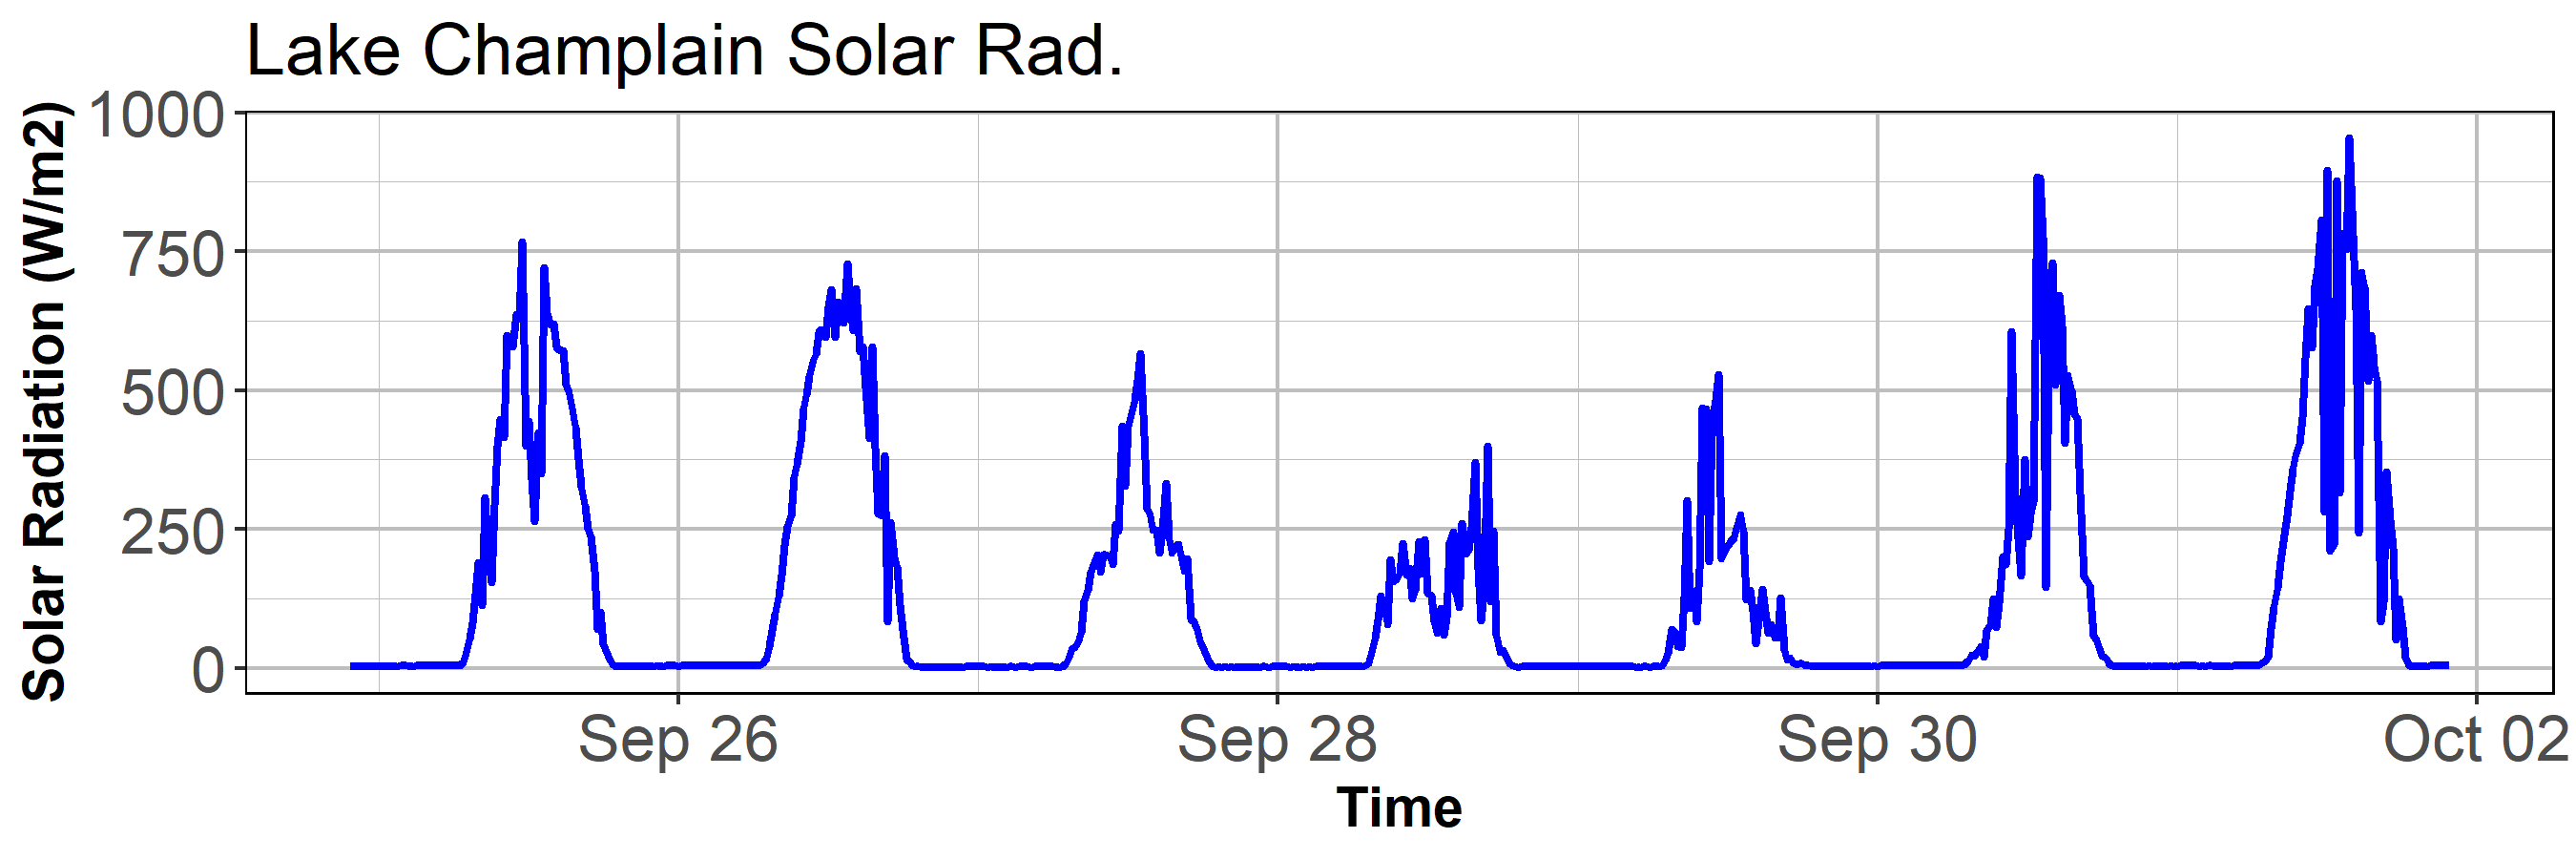 Lake Champlain Solar Rad.
Solar Radiation (W/m2)
1000
750
500
250
0
Sep 26
Sep 28
Sep 30
Oct 02
Time